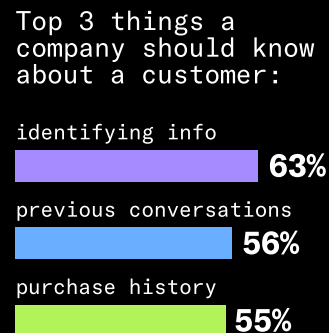 Top 3 things a
company should know
about a customer:
identifying info
63%
previous conversations
56%
purchase history
55%